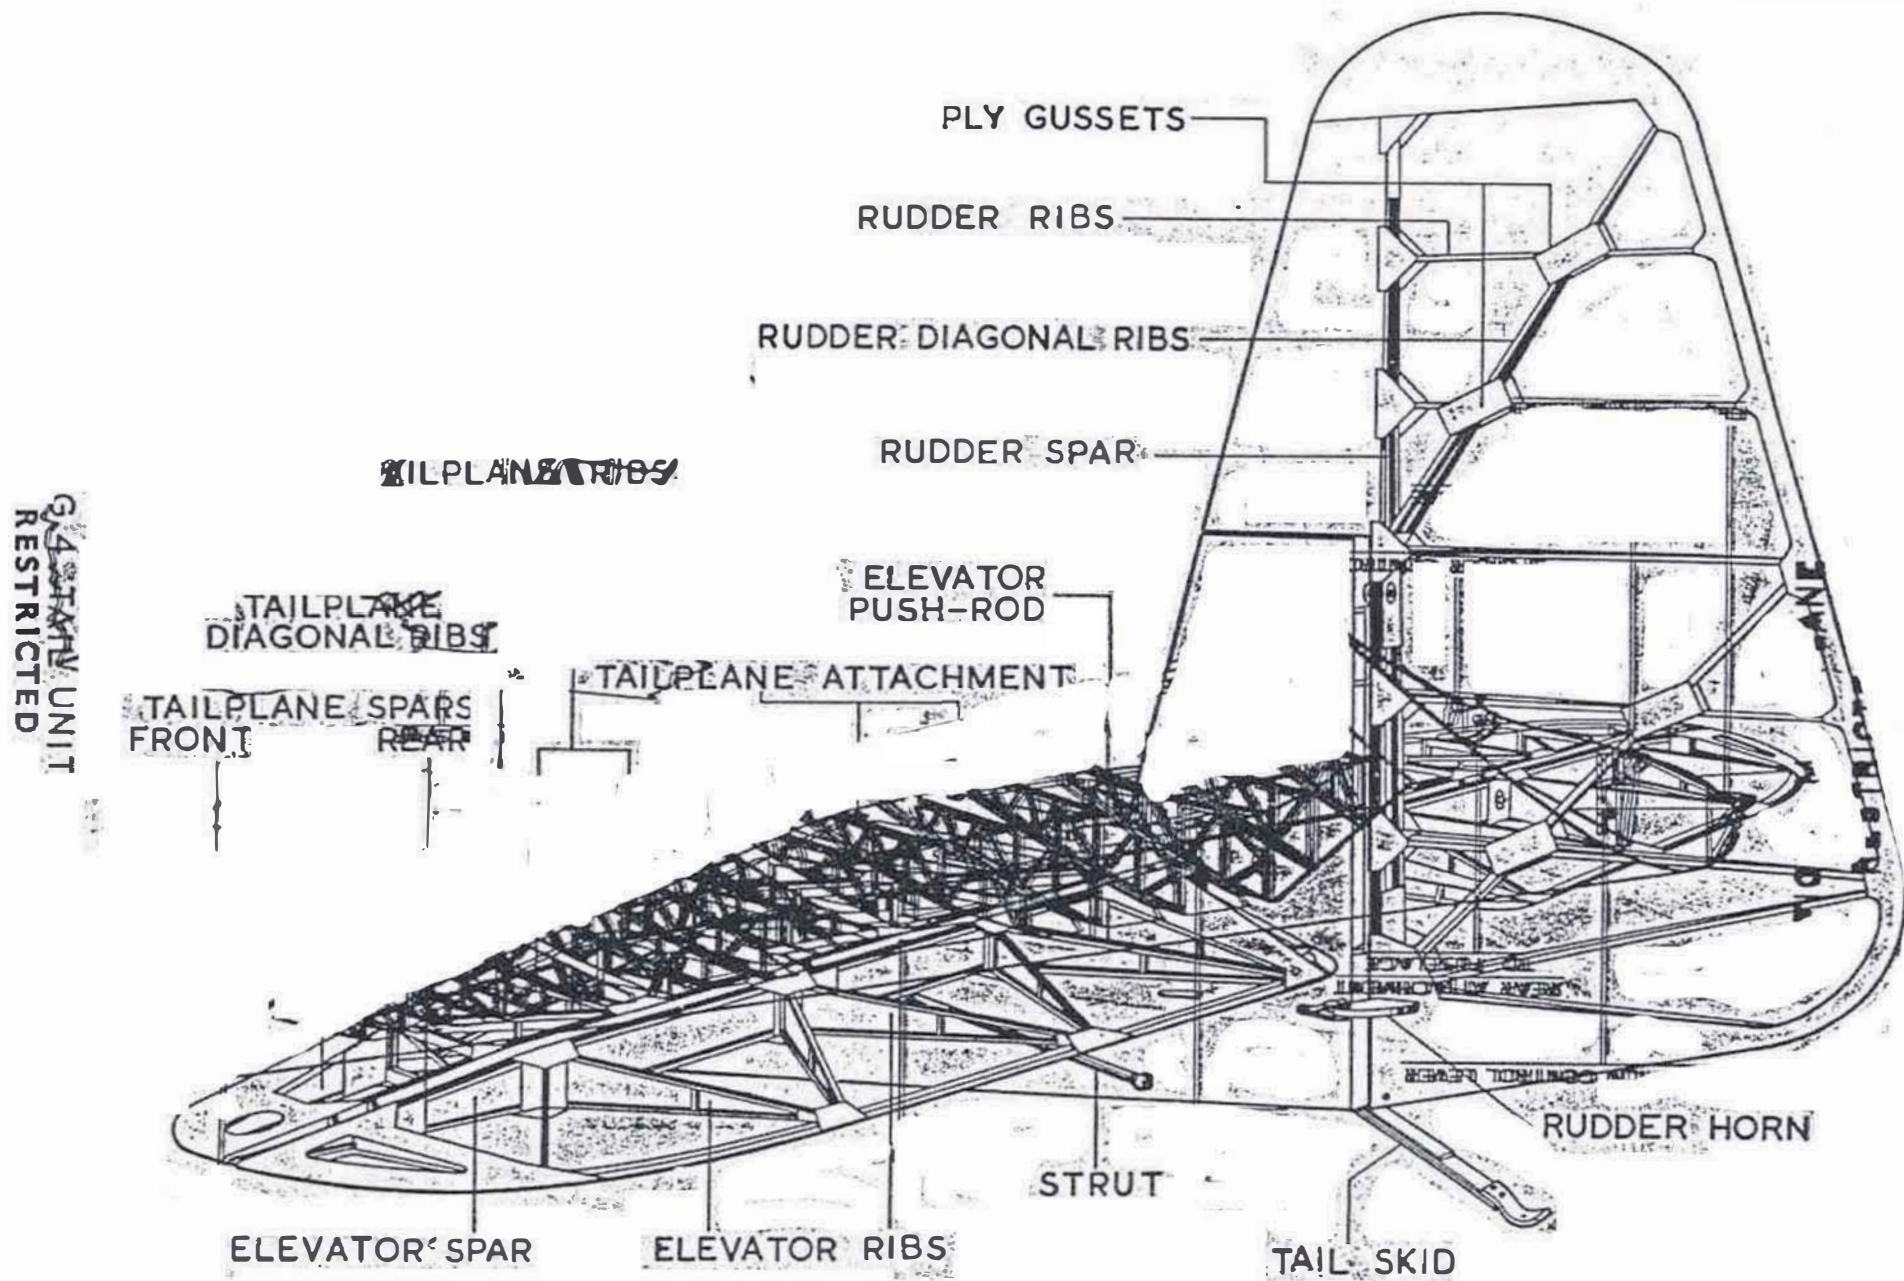 PLY GUSSETS
RUDDER RIBS
RUDDER DIAGONAL RIBS
RUDDER SPAR
ELEVATOR
PUSH-ROD
TAILPLANE
DIAGONAL RIBS
TAILPLANE ATTACHMENT
TAILPLANE SPARS
FRONT REAR
UNIT
RESTRICTED
RUDDER HORN
STRUT
ELEVATOR SPAR
ELEVATOR RIBS
TAIL SKID